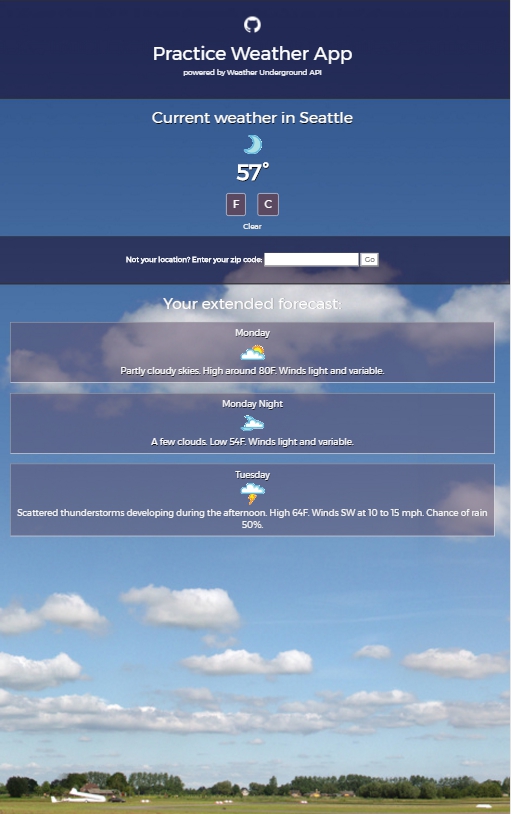 Practice Weather App
powered by Weather Underground API
Current weather in Seattle
57°
F C
Clear
Not your location? Enter your zip code: Go
Your extended forecast:
Monday
Partly cloudy skies. High around 80F. Winds light and variable.
Monday Night
A few clouds. Low 54F. Winds light and variable.
Tuesday
Scattered thunderstorms developing during the afternoon. High 64F. Winds SW at 10 to 15 mph. Chance of rain
50%.